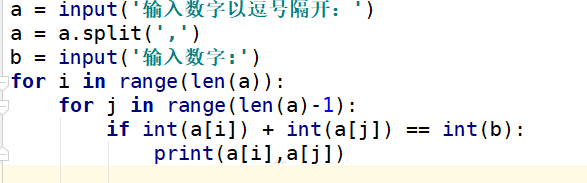 a = input('输入数字以逗号隔开：')
a = a.split(',')
b = input('输入数字:')
for i in range(len(a)):
    for j in range(len(a)-1):
        if int(a[i]) + int(a[j]) == int(b):
            print(a[i],a[j])